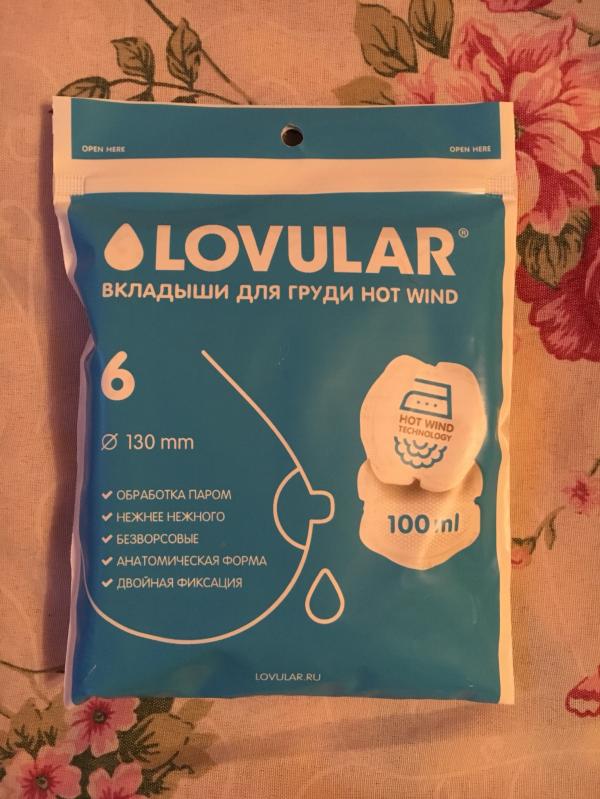 OPEN HERE OPEN HERE
LOVULAR®
ВКЛАДЫШИ ДЛЯ ГРУДИ HOT WIND
6
Ø 130 mm
ОБРАБОТКА ПАРОМ
НЕЖНЕЕ НЕЖНОГО
БЕЗВОРСОВЫЕ
АНАТОМИЧЕСКАЯ ФОРМА
ДВОЙНАЯ ФИКСАЦИЯ
HOT WIND
TECHNOLOGY
100 ml
LOVULAR.RU